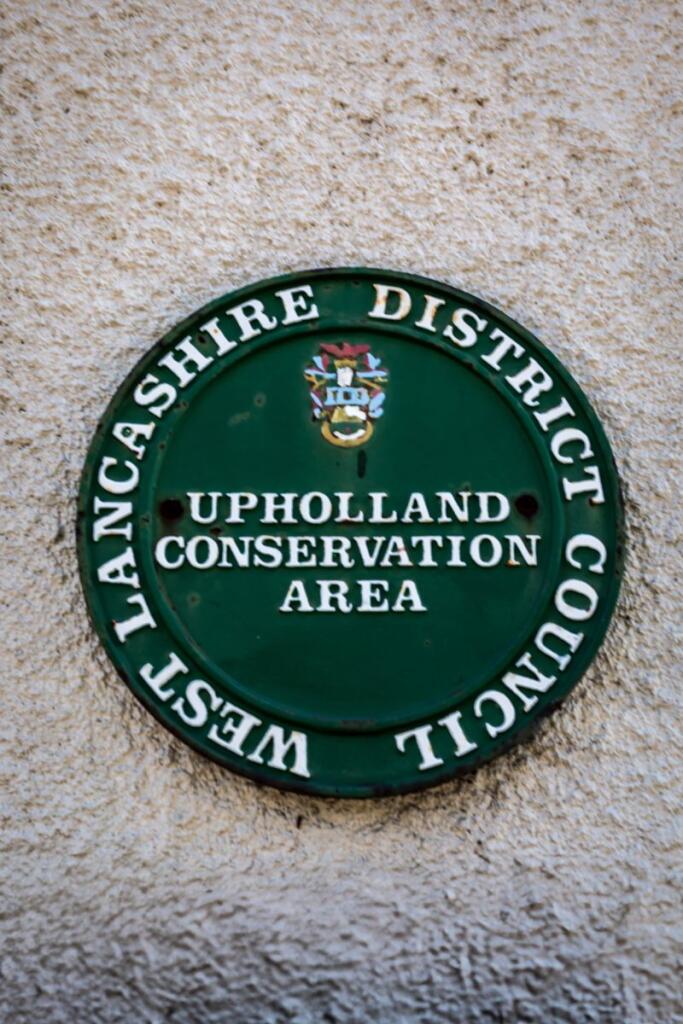 WEST LANCASHIRE DISTRICT COUNCIL
UPHOLLAND
CONSERVATION
AREA